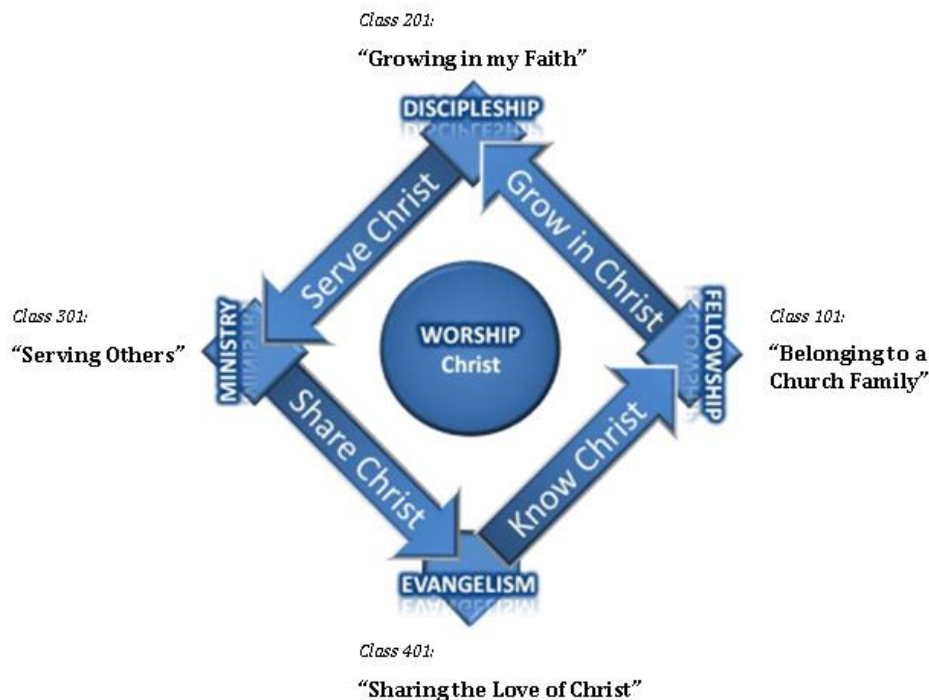 Class 201:
“Growing in my Faith”
DISCIPLESHIP
Serve Christ
Grow in Christ
Class 301:
“Serving Others”
MINISTRY
WORSHIP
Christ
FELLOWSHIP
Class 101:
“Belonging to a
Church Family”
Share Christ
Know Christ
EVANGELISM
Class 401:
“Sharing the Love of Christ”